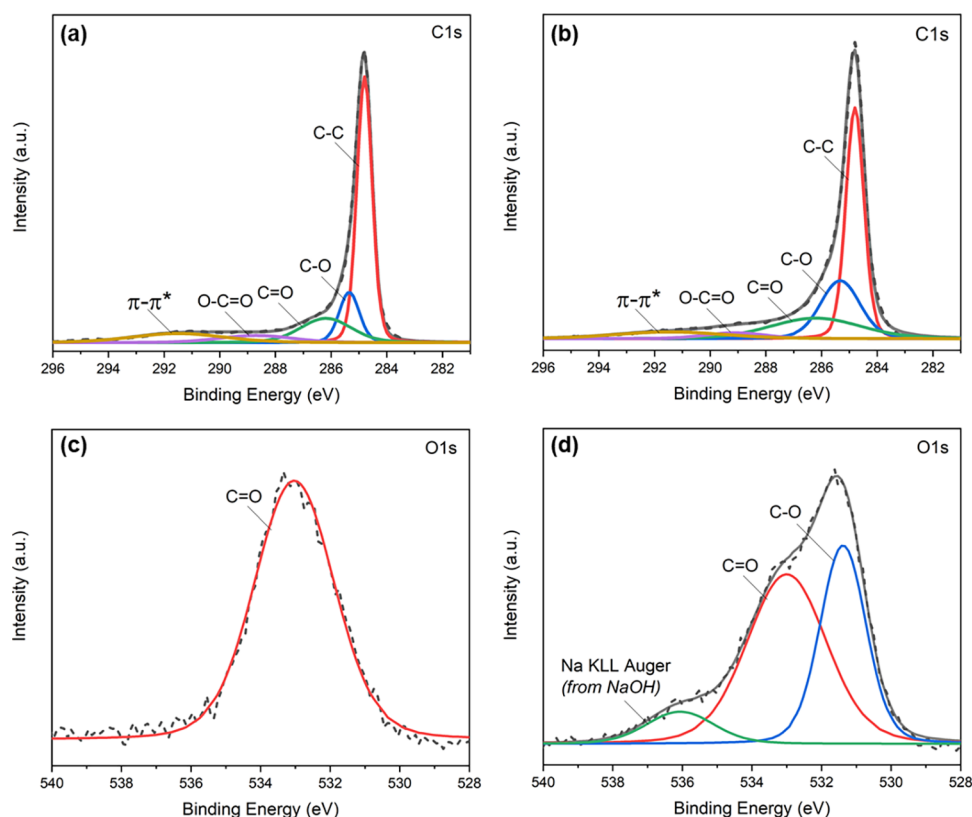 (a)
C1s
C-C
C-O
C=O
O-C=O
π-π*
Intensity (a.u.)
296 294 292 290 288 286 284 282
Binding Energy (eV)
(b)
C1s
C-C
C-O
C=O
O-C=O
π-π*
Intensity (a.u.)
296 294 292 290 288 286 284 282
Binding Energy (eV)
(c)
O1s
C=O
Intensity (a.u.)
540 538 536 534 532 530 528
Binding Energy (eV)
(d)
O1s
C-O
C=O
Na KLL Auger
(from NaOH)
Intensity (a.u.)
540 538 536 534 532 530 528
Binding Energy (eV)